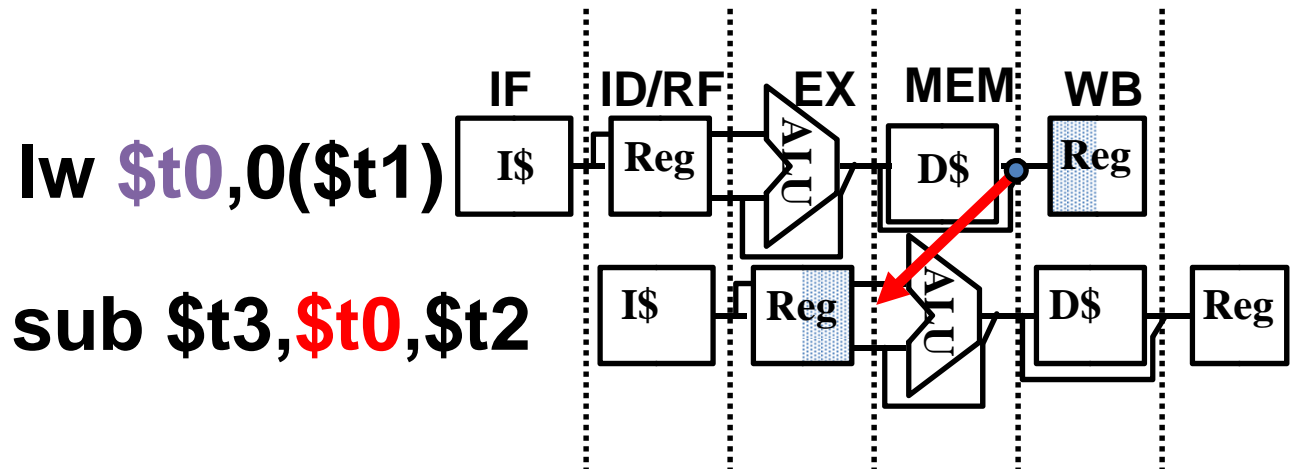 IF ID/RF EX MEM WB
lw $t0,0($t1) I$ Reg ALU D$ Reg
sub $t3,$t0,$t2 I$ Reg ALU D$ Reg